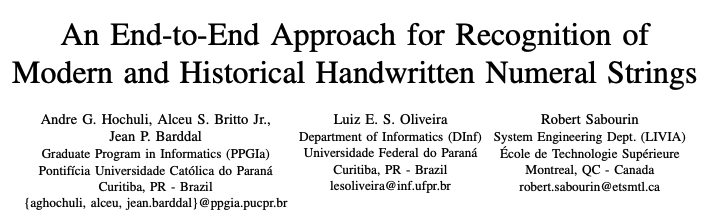 An End-to-End Approach for Recognition of
Modern and Historical Handwritten Numeral Strings
Andre G. Hochuli, Alceu S. Britto Jr.,
Jean P. Barddal
Graduate Program in Informatics (PPGIa)
Pontifícia Universidade Católica do Paraná
Curitiba, PR - Brazil
{aghochuli, alceu, jean.barddal}@ppgia.pucpr.br
Luiz E. S. Oliveira
Department of Informatics (DInf)
Universidade Federal do Paraná
Curitiba, PR - Brazil
lesoliveira@inf.ufpr.br
Robert Sabourin
System Engineering Dept. (LIVIA)
École de Technologie Supérieure
Montreal, QC - Canada
robert.sabourin@etsmtl.ca